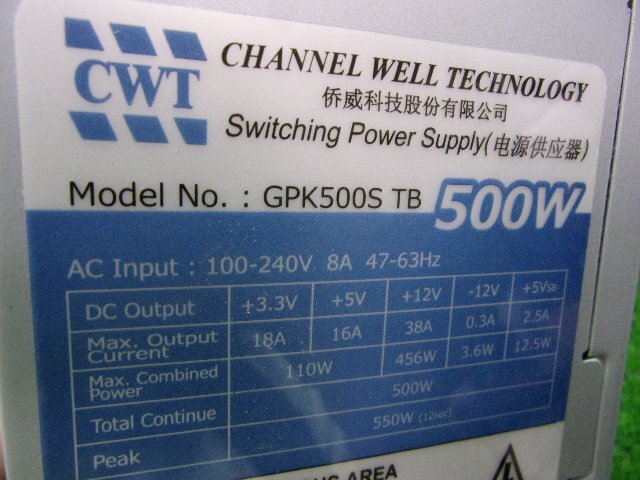 CWT
CHANNEL WELL TECHNOLOGY
侨威科技股份有限公司
Switching Power Supply(电源供应器)
Model No. : GPK500S TB 500W
AC Input : 100-240V 8A 47-63Hz
DC Output +3.3V +5V +12V -12V +5Vsb
Max. Output Current 18A 16A 38A 0.3A 2.5A
Max. Combined Power 110W 456W 3.6W 12.5W
Total Continue 500W
Peak 550W (12sec)
AREA